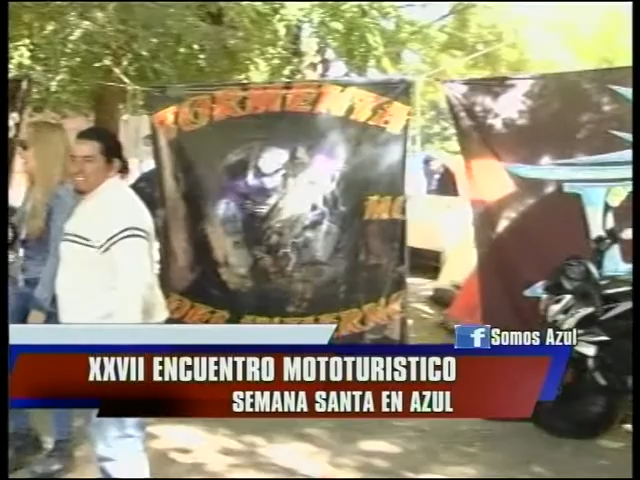 TORMENTA
f Somos Azul
XXVII ENCUENTRO MOTOTURISTICO
SEMANA SANTA EN AZUL